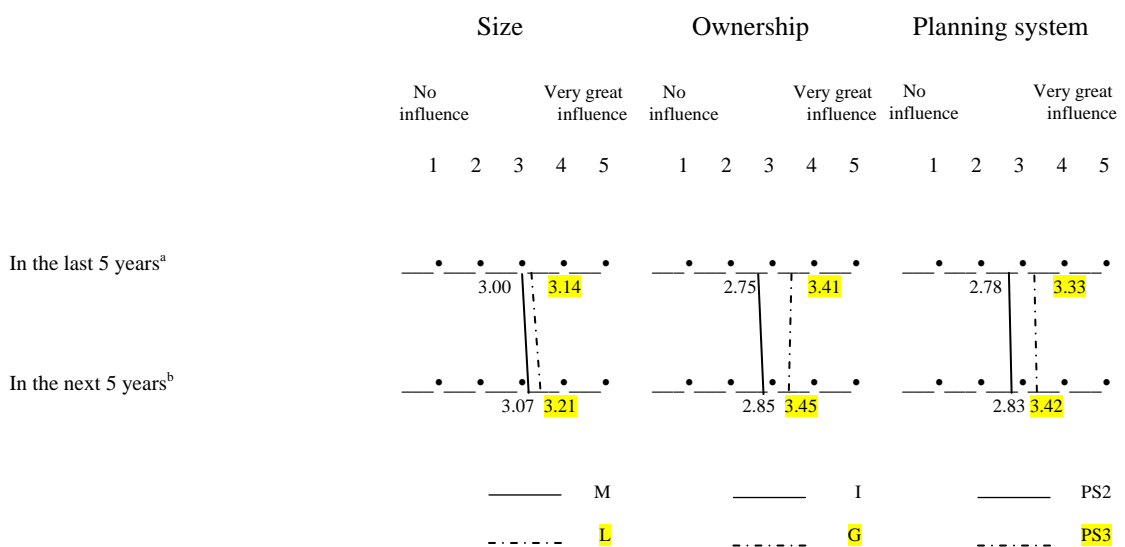 Size Ownership Planning system
No Very great No Very great No Very great
influence influence influence influence influence influence
1 2 3 4 5 1 2 3 4 5 1 2 3 4 5
In the last 5 yearsᵃ
3.00 3.14 2.75 3.41 2.78 3.33
In the next 5 yearsᵇ
3.07 3.21 2.85 3.45 2.83 3.42
M I PS2
L G PS3